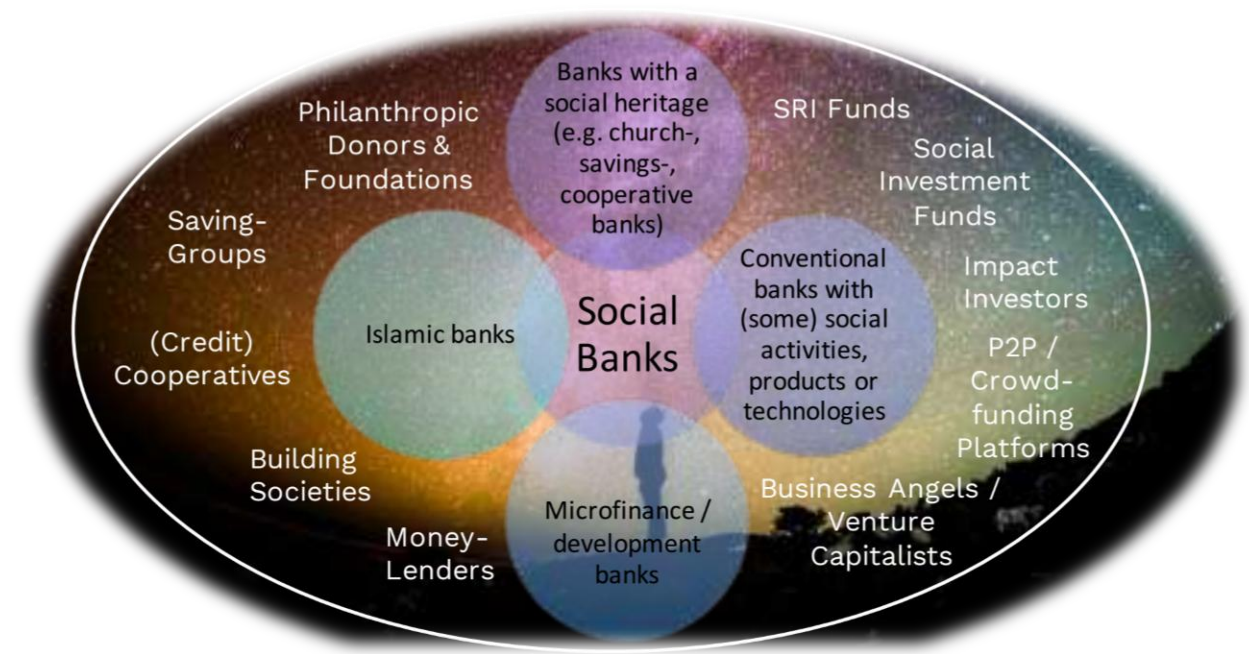 Banks with a
social heritage
(e.g. church-,
savings-,
cooperative
banks)
Philanthropic
Donors &
Foundations
SRI Funds
Social
Investment
Funds
Saving-
Groups
Islamic banks
Social
Banks
Conventional
banks with
(some) social
activities,
products or
technologies
Impact
Investors
(Credit)
Cooperatives
P2P /
Crowd-
funding
Platforms
Building
Societies
Money-
Lenders
Microfinance /
development
banks
Business Angels /
Venture
Capitalists